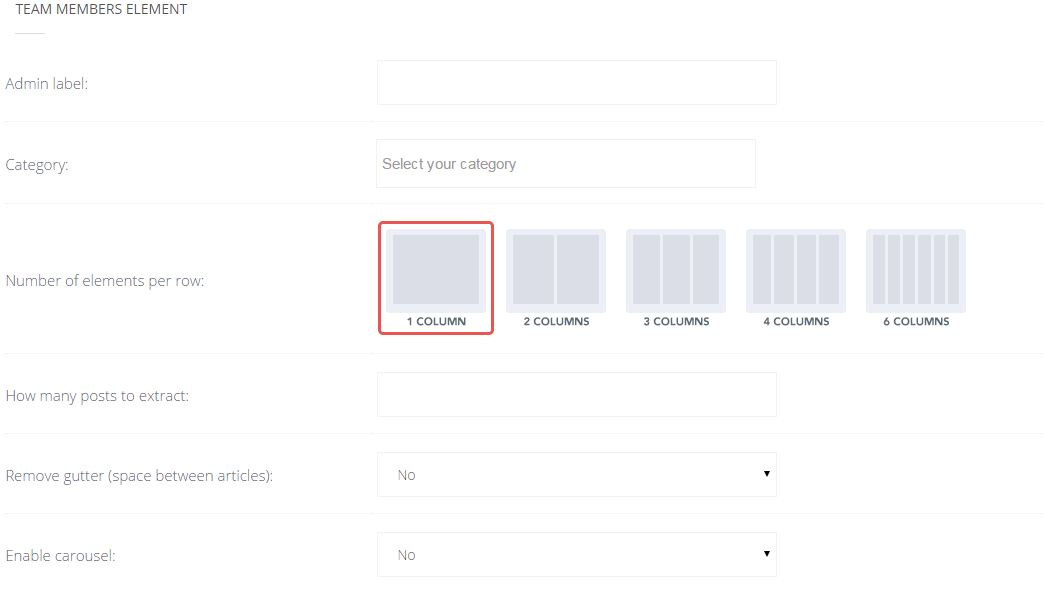 TEAM MEMBERS ELEMENT
Admin label:
Category:
Select your category
Number of elements per row:
1 COLUMN
2 COLUMNS
3 COLUMNS
4 COLUMNS
6 COLUMNS
How many posts to extract:
Remove gutter (space between articles):
No
Enable carousel:
No